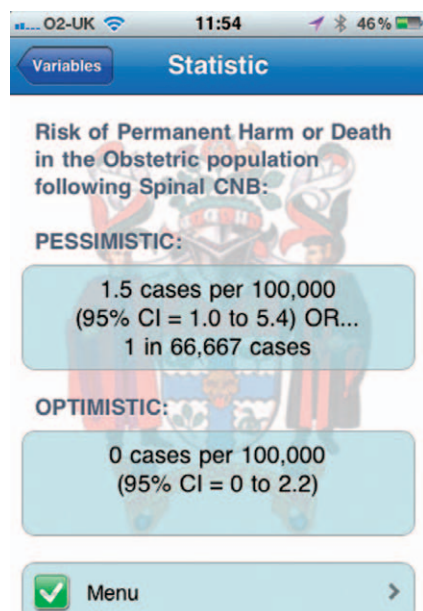 O2-UK 11:54 46%
Variables Statistic
Risk of Permanent Harm or Death
in the Obstetric population
following Spinal CNB:
PESSIMISTIC:
1.5 cases per 100,000
(95% CI = 1.0 to 5.4) OR...
1 in 66,667 cases
OPTIMISTIC:
0 cases per 100,000
(95% CI = 0 to 2.2)
Menu